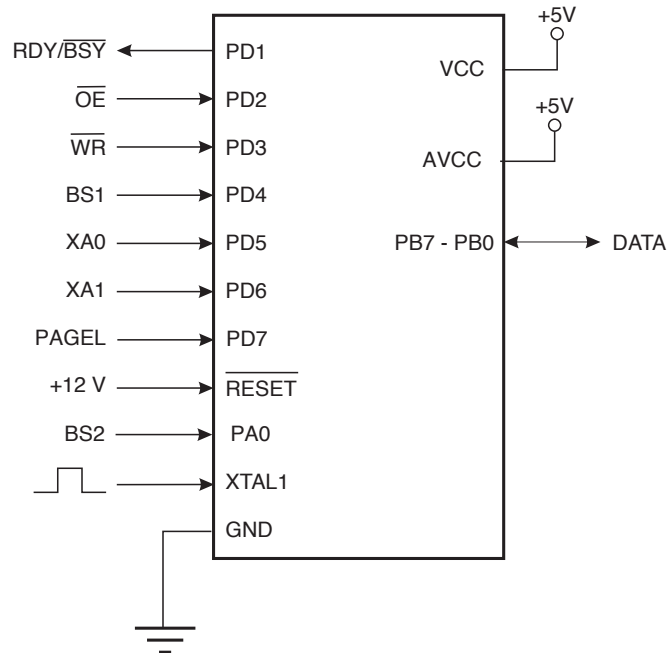 +5V
RDY/BSY PD1
VCC
OE PD2
+5V
WR PD3
AVCC
BS1 PD4
XA0 PD5
PB7 - PB0 DATA
XA1 PD6
PAGEL PD7
+12 V RESET
BS2 PA0
XTAL1
GND